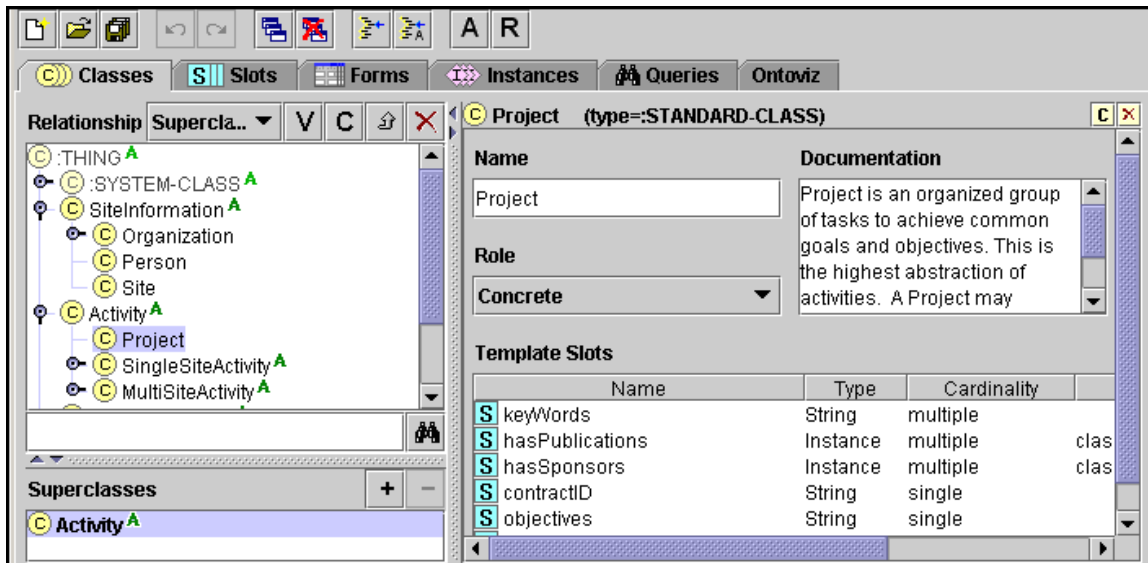 A R
C Classes S Slots Forms I Instances Queries Ontoviz
Relationship Supercla... V C
C :THING A
C :SYSTEM-CLASS A
C SiteInformation A
C Organization
C Person
C Site
C Activity A
C Project
C SingleSiteActivity A
C MultiSiteActivity A
Superclasses + −
C Activity A
C Project (type=:STANDARD-CLASS) C
Name
Project
Role
Concrete
Documentation
Project is an organized group
of tasks to achieve common
goals and objectives. This is
the highest abstraction of
activities. A Project may
Template Slots
Name Type Cardinality
S keyWords String multiple
S hasPublications Instance multiple clas
S hasSponsors Instance multiple clas
S contractID String single
S objectives String single